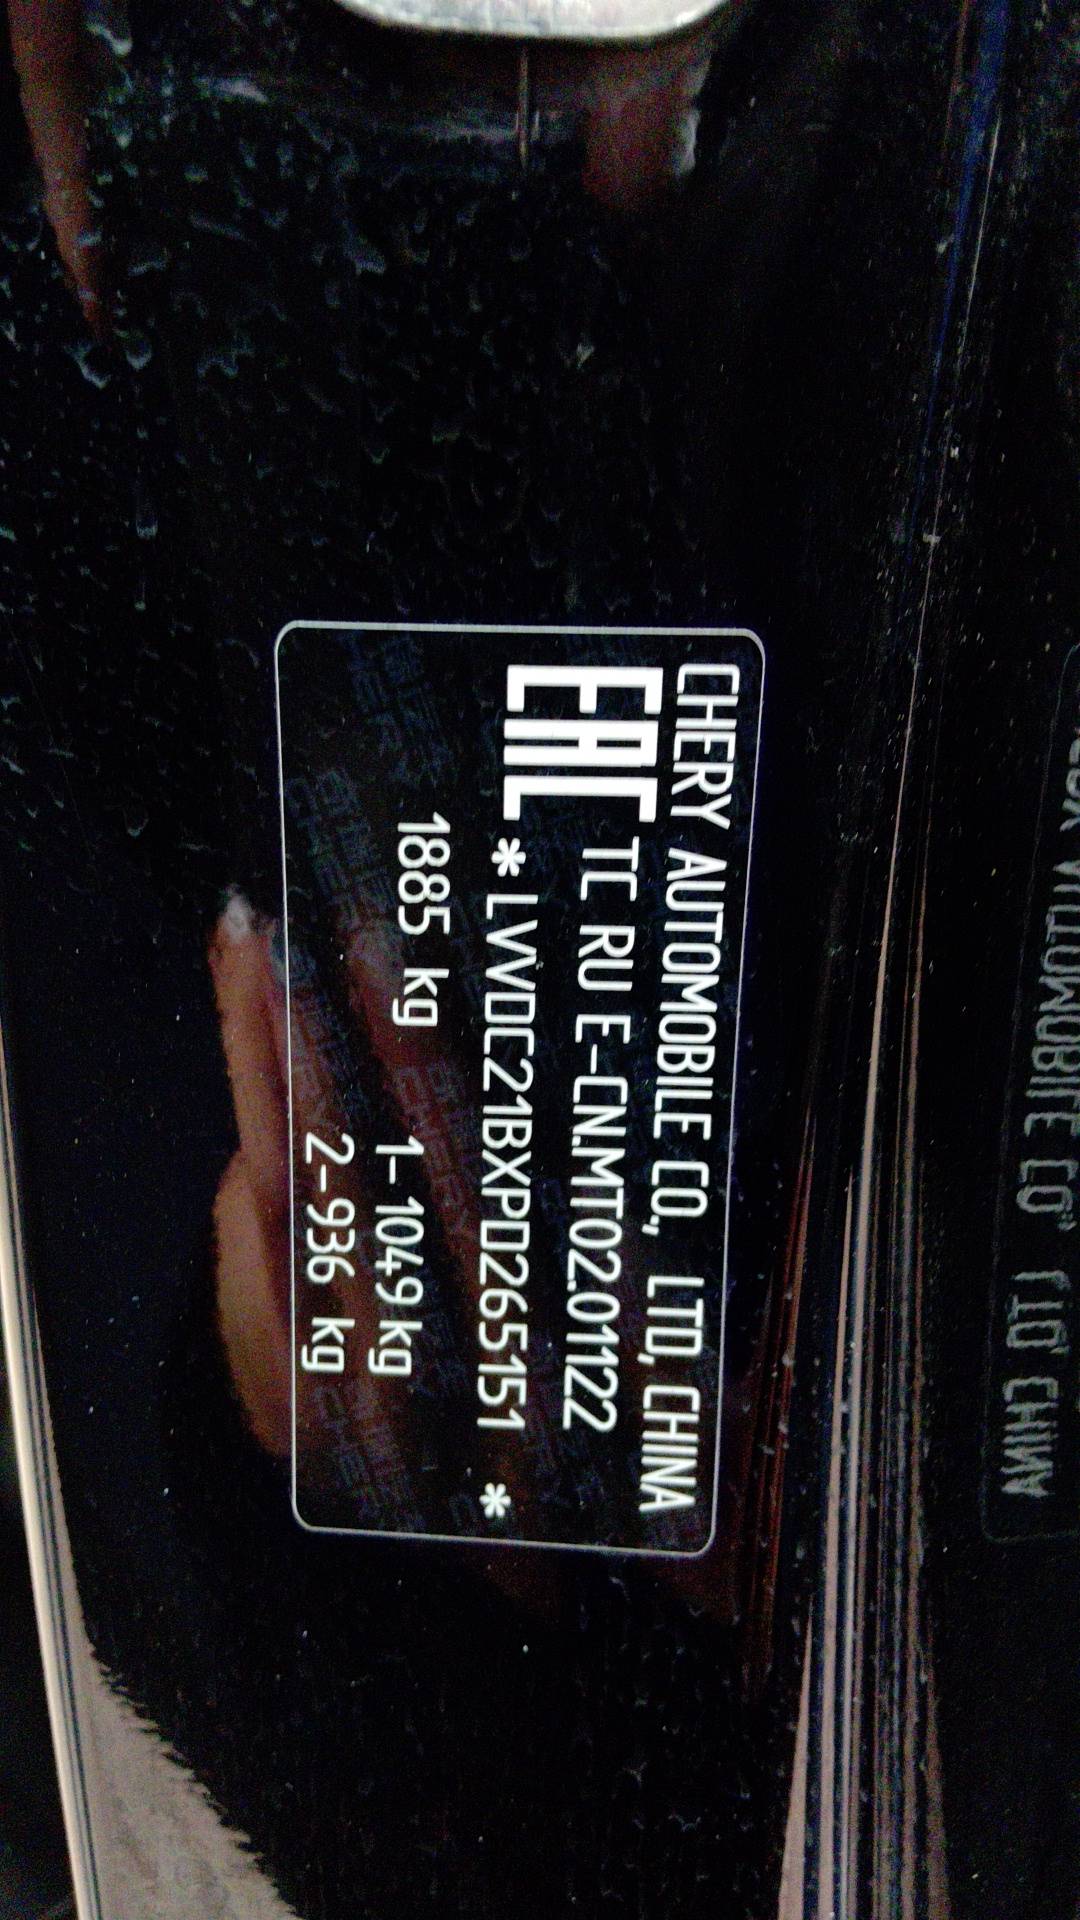 CHERY AUTOMOBILE CO., LTD, CHINA
EAC TC RU E-CN.MT02.01122
*LVVDC21BXPD265151 *
1885 kg 1-1049 kg
2-936 kg